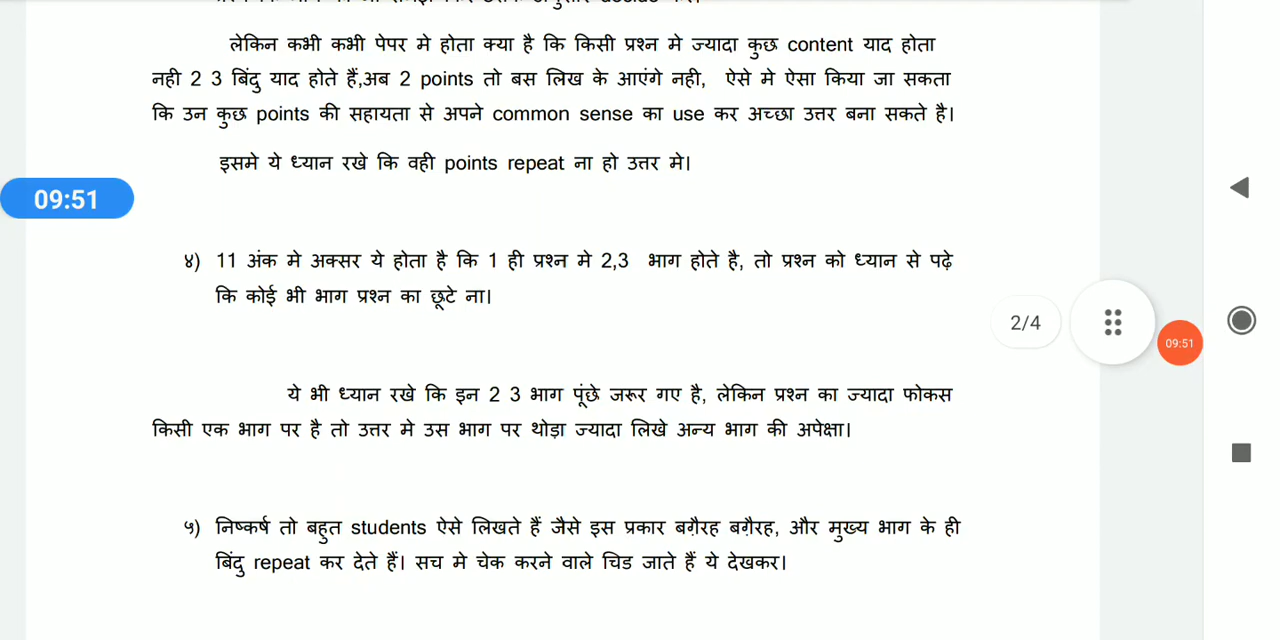 लेकिन कभी कभी पेपर मे होता क्या है कि किसी प्रश्न मे ज्यादा कुछ content याद होता
नही 2 3 बिंदु याद होते हैं,अब 2 points तो बस लिख के आएंगे नही, ऐसे मे ऐसा किया जा सकता
कि उन कुछ points की सहायता से अपने common sense का use कर अच्छा उत्तर बना सकते है।
इसमे ये ध्यान रखे कि वही points repeat ना हो उत्तर मे।
09:51
४) 11 अंक मे अक्सर ये होता है कि 1 ही प्रश्न मे 2,3 भाग होते है, तो प्रश्न को ध्यान से पढ़े
कि कोई भी भाग प्रश्न का छूटे ना।
2/4
09:51
ये भी ध्यान रखे कि इन 2 3 भाग पूंछे जरूर गए है, लेकिन प्रश्न का ज्यादा फोकस
किसी एक भाग पर है तो उत्तर मे उस भाग पर थोड़ा ज्यादा लिखे अन्य भाग की अपेक्षा।
५) निष्कर्ष तो बहुत students ऐसे लिखते हैं जैसे इस प्रकार बग़ैरह बग़ैरह, और मुख्य भाग के ही
बिंदु repeat कर देते हैं। सच मे चेक करने वाले चिड जाते हैं ये देखकर।